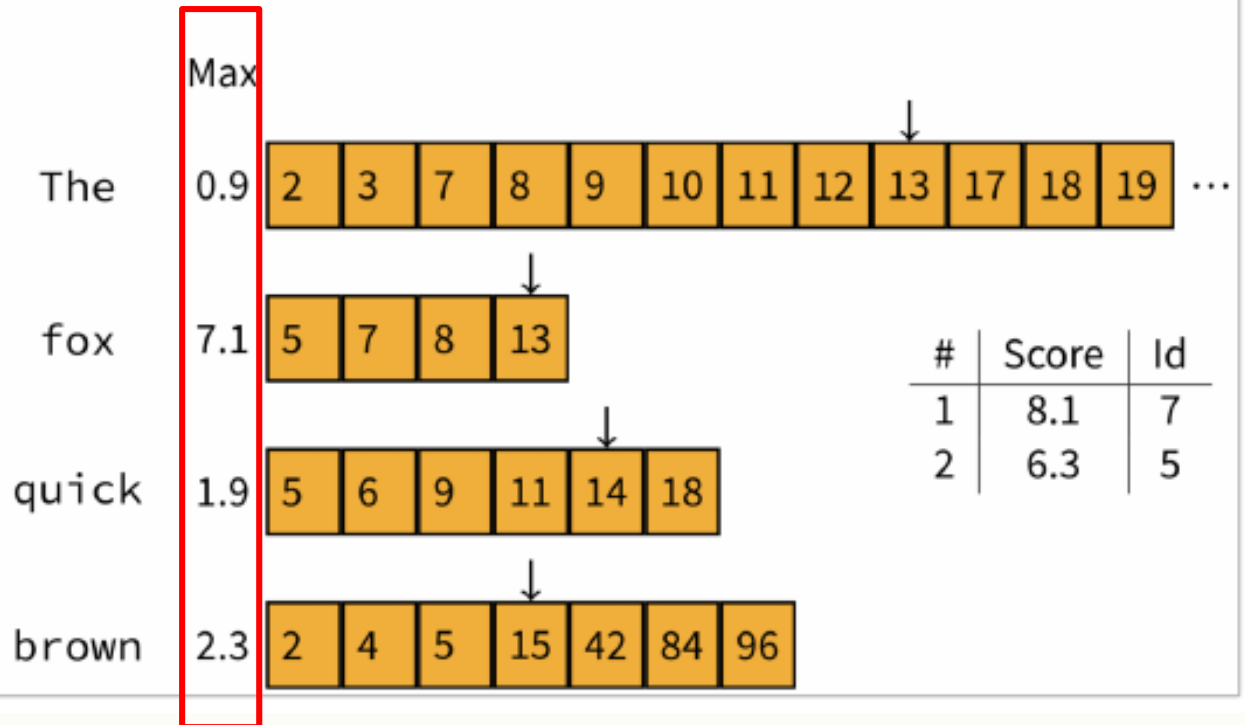 Max
The 0.9 2 3 7 8 9 10 11 12 13 17 18 19 ...
fox 7.1 5 7 8 13
# Score Id
1 8.1 7
2 6.3 5
quick 1.9 5 6 9 11 14 18
brown 2.3 2 4 5 15 42 84 96